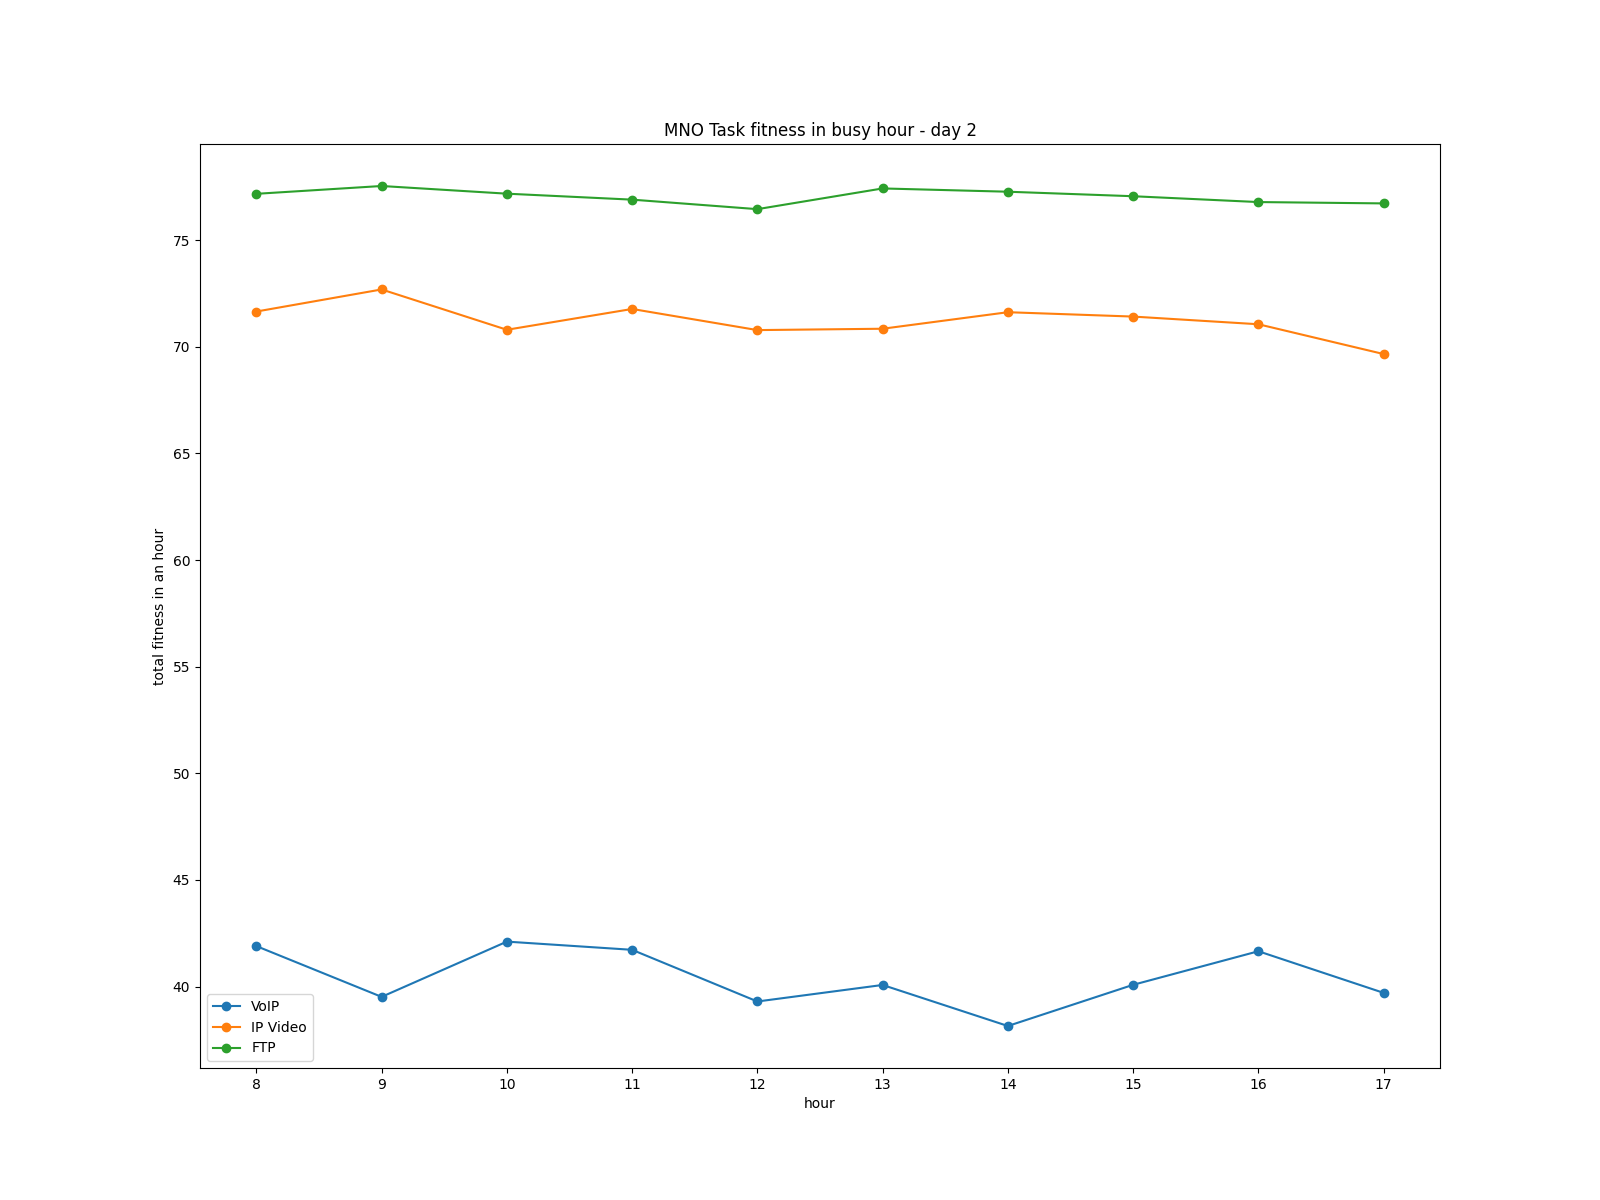 MNO Task fitness in busy hour - day 2
total fitness in an hour
75
70
65
60
55
50
45
40
VoIP
IP Video
FTP
8 9 10 11 12 13 14 15 16 17
hour